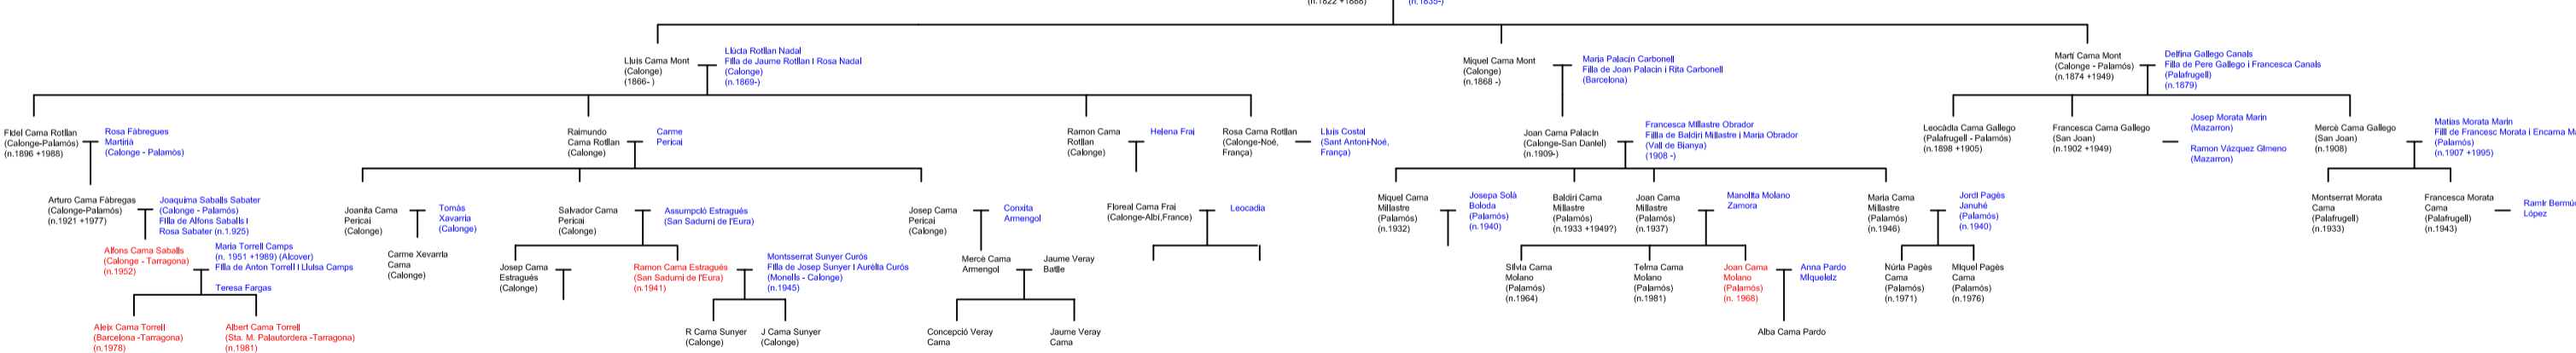 (n.1822 +1888)
(n.1835-)
Lluis Cama Mont
(Calonge)
(1866- )
Llúcia Rotllan Nadal
Filla de Jaume Rotllan I Rosa Nadal
(Calonge)
(n.1869-)
Miquel Cama Mont
(Calonge)
(n.1868 -)
Maria Palacín Carbonell
Filla de Joan Palacin i Rita Carbonell
(Barcelona)
Martí Cama Mont
(Calonge - Palamós)
(n.1874 +1949)
Delfina Gallego Canals
Filla de Pere Gallego i Francesca Canals
(Palafrugell)
(n.1879)
Fidel Cama Rotllan
(Calonge-Palamós)
(n.1896 +1988)
Rosa Fàbregues
Martirià
(Calonge - Palamós)
Raimundo
Cama Rotllan
(Calonge)
Carme
Pericai
Ramon Cama
Rotllan
(Calonge)
Helena Frai
Rosa Cama Rotllan
(Calonge-Noé,
França)
Lluis Costal
(Sant Antoni-Noé,
França)
Joan Cama Palacín
(Calonge-San Daniel)
(n.1909-)
Francesca Millastre Obrador
Fillla de Baldiri Millastre i Maria Obrador
(Vall de Bianya)
(1908 -)
Leocàdia Cama Gallego
(Palafrugell - Palamós)
(n.1898 +1905)
Francesca Cama Gallego
(San Joan)
(n.1902 +1949)
Josep Morata Marin
(Mazarron)
Ramon Vázquez Gimeno
(Mazarron)
Mercè Cama Gallego
(San Joan)
(n.1908)
Matias Morata Marin
Filll de Francesc Morata i Encarna
(Palamós)
(n.1907 +1995)
Arturo Cama Fàbregas
(Calonge-Palamós)
(n.1921 +1977)
Joaquima Saballs Sabater
(Calonge - Palamós)
Filla de Alfons Saballs I
Rosa Sabater (n.1.925)
Joanita Cama
Pericai
(Calonge)
Tomàs
Xavarria
(Calonge)
Salvador Cama
Pericai
(Calonge)
Assumpció Estragués
(San Sadurni de l'Eura)
Josep Cama
Pericai
(Calonge)
Conxita
Armengol
Floreal Cama Frai
(Calonge-Albi,France)
Leocadia
Miquel Cama
Millastre
(Palamós)
(n.1932)
Josepa Solà
Boloda
(Palamós)
(n.1940)
Baldiri Cama
Millastre
(Palamós)
(n.1933 +1949?)
Joan Cama
Millastre
(Palamós)
(n.1937)
Manolita Molano
Zamora
Maria Cama
Millastre
(Palamós)
(n.1946)
Jordi Pagès
Januhé
(Palamós)
(n.1940)
Montserrat Morata
Cama
(Palafrugell)
(n.1933)
Francesca Morata
Cama
(Palafrugell)
(n.1943)
López
Alfons Cama Saballs
(Calonge - Tarragona)
(n.1952)
Maria Torrell Camps
(n. 1951 +1989) (Alcover)
Filla de Anton Torrell I Lluïsa Camps
Teresa Fargas
Carme Xevarria
Cama
(Calonge)
Josep Cama
Estragués
(Calonge)
Ramon Cama Estragués
(San Sadurni de l'Eura)
(n.1941)
Montsserrat Sunyer Curós
Filla de Josep Sunyer I Aurèlia Curós
(Monells - Calonge)
(n.1945)
Mercè Cama
Armengol
Jaume Veray
Batlle
Sílvia Cama
Molano
(Palamós)
(n.1964)
Telma Cama
Molano
(Palamós)
(n.1981)
Joan Cama
Molano
(Palamós)
(n. 1968)
Anna Pardo
Miquelelz
Núria Pagès
Cama
(Palamós)
(n.1971)
Miquel Pagès
Cama
(Palamós)
(n.1976)
Aleix Cama Torrell
(Barcelona -Tarragona)
(n.1978)
Albert Cama Torrell
(Sta. M. Palautordera -Tarragona)
(n.1981)
R Cama Sunyer
(Calonge)
J Cama Sunyer
(Calonge)
Concepció Veray
Cama
Jaume Veray
Cama
Alba Cama Pardo